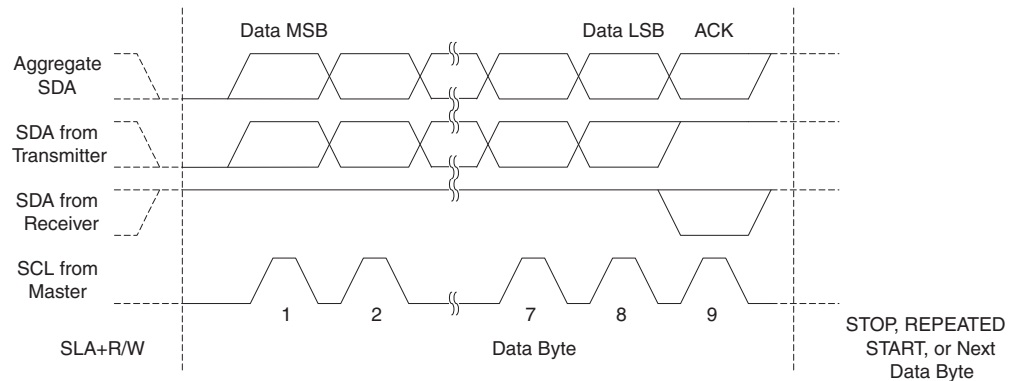 Data MSB
Data LSB
ACK
Aggregate
SDA
SDA from
Transmitter
SDA from
Receiver
SCL from
Master
1
2
7
8
9
SLA+R/W
Data Byte
STOP, REPEATED
START, or Next
Data Byte